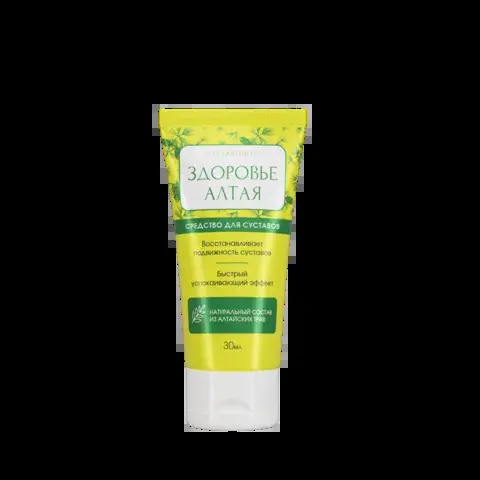 ЗДОРОВЬЕ
АЛТАЯ
СРЕДСТВО ДЛЯ СУСТАВОВ
Восстанавливает
подвижность суставов
Быстрый
успокаивающий эффект
НАТУРАЛЬНЫЙ СОСТАВ
ИЗ АЛТАЙСКИХ ТРАВ
30мл